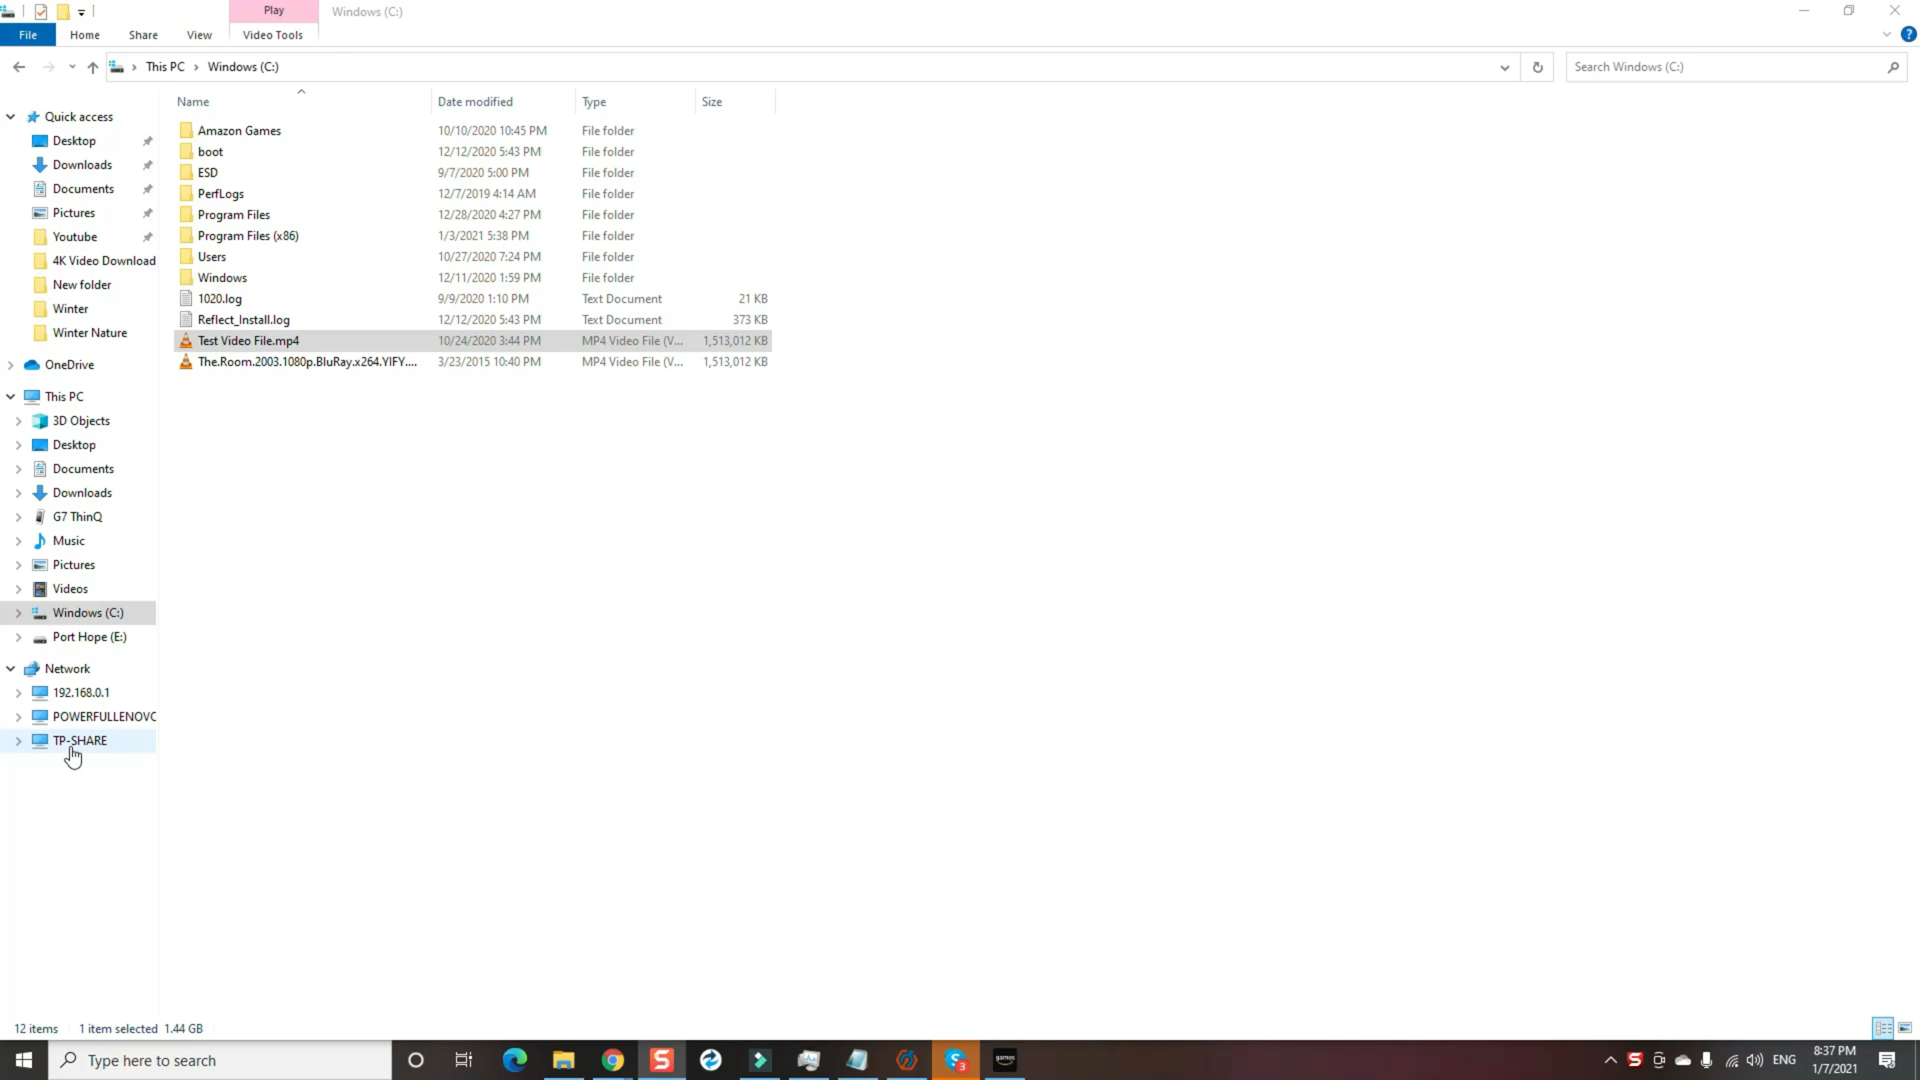 Play
Windows (C:)
File
Home
Share
View
Video Tools
This PC
Windows (C:)
Search Windows (C:)
Name
Date modified
Type
Size
Quick access
Desktop
Downloads
Documents
Pictures
Youtube
4K Video Download
New folder
Winter
Winter Nature
OneDrive
This PC
3D Objects
Desktop
Documents
Downloads
G7 ThinQ
Music
Pictures
Videos
Windows (C:)
Port Hope (E:)
Network
192.168.0.1
POWERFULLENOVO
TP-SHARE
Amazon Games 10/10/2020 10:45 PM File folder
boot 12/12/2020 5:43 PM File folder
ESD 9/7/2020 5:00 PM File folder
PerfLogs 12/7/2019 4:14 AM File folder
Program Files 12/28/2020 4:27 PM File folder
Program Files (x86) 1/3/2021 5:38 PM File folder
Users 10/27/2020 7:24 PM File folder
Windows 12/11/2020 1:59 PM File folder
1020.log 9/9/2020 1:10 PM Text Document 21 KB
Reflect_Install.log 12/12/2020 5:43 PM Text Document 373 KB
Test Video File.mp4 10/24/2020 3:44 PM MP4 Video File (V... 1,513,012 KB
The.Room.2003.1080p.BluRay.x264.YIFY.... 3/23/2015 10:40 PM MP4 Video File (V... 1,513,012 KB
12 items 1 item selected 1.44 GB
Type here to search
S
S
3
games
S
ENG
8:37 PM
1/7/2021